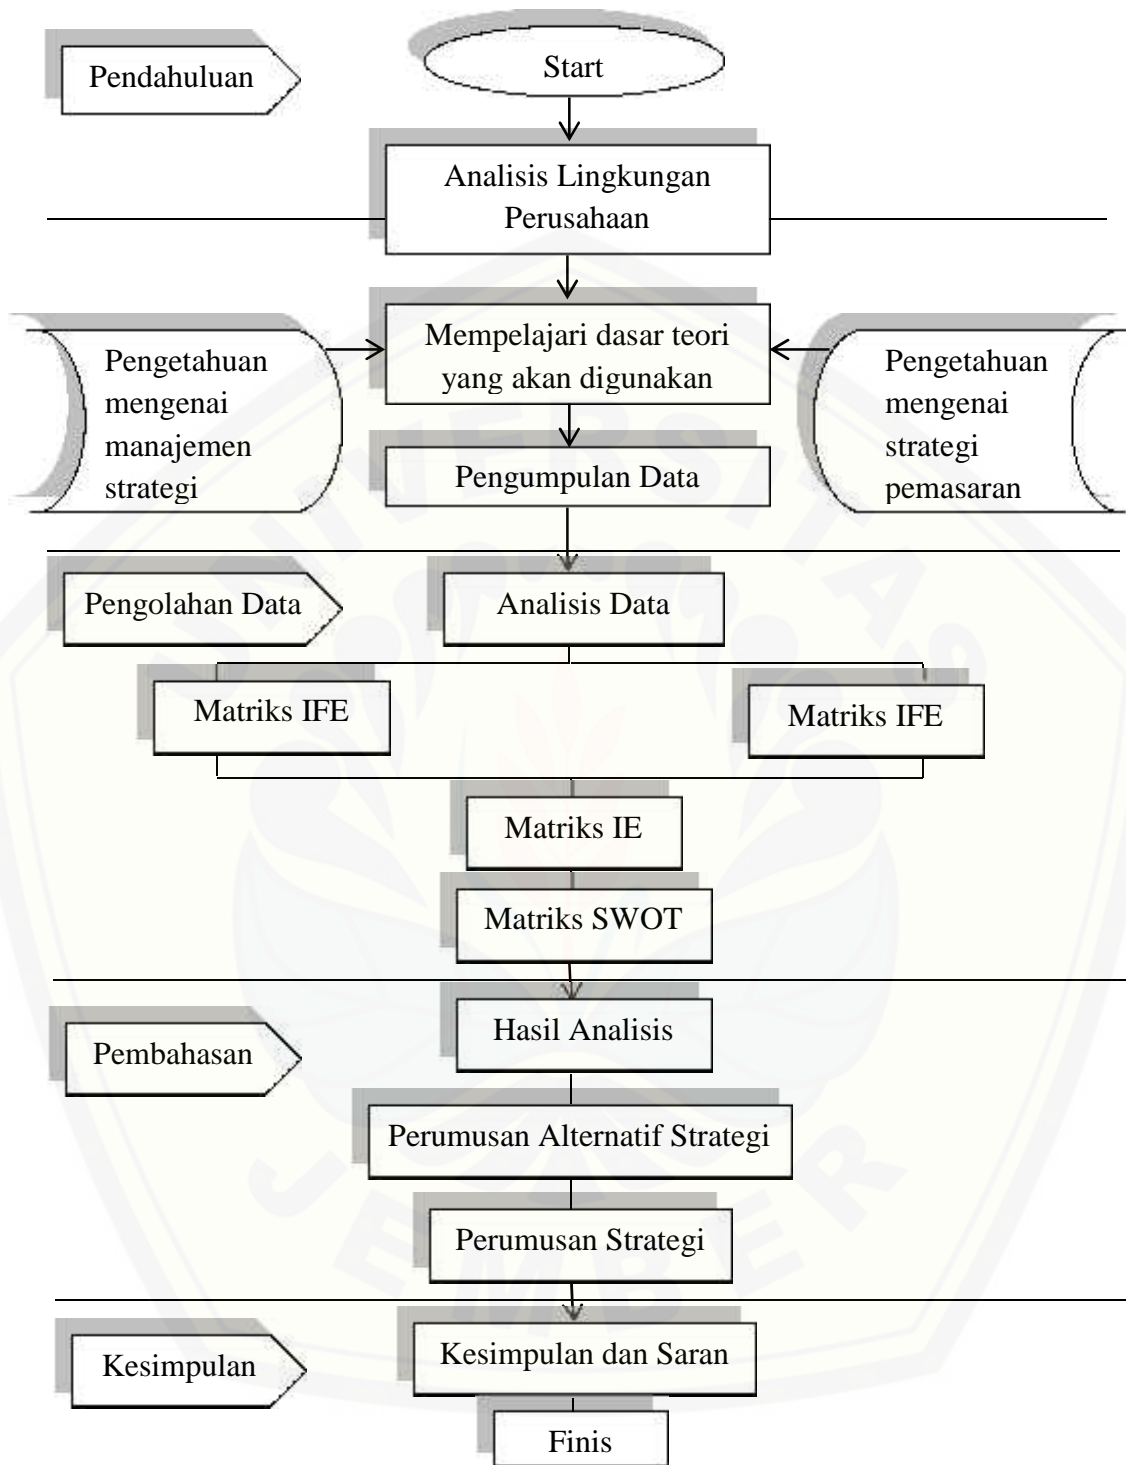 Pendahuluan
Start
Analisis Lingkungan
Perusahaan
Mempelajari dasar teori
yang akan digunakan
Pengetahuan
mengenai
manajemen
strategi
Pengetahuan
mengenai
strategi
pemasaran
Pengumpulan Data
Pengolahan Data
Analisis Data
Matriks IFE
Matriks IFE
Matriks IE
Matriks SWOT
Hasil Analisis
Pembahasan
Perumusan Alternatif Strategi
Perumusan Strategi
Kesimpulan
Kesimpulan dan Saran
Finis
UNIVERSITAS
JEMBER